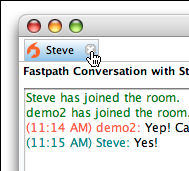 Steve
Fastpath Conversation with St
Steve has joined the room.
demo2 has joined the room.
(11:14 AM) demo2: Yep! Ca
(11:15 AM) Steve: Yes!